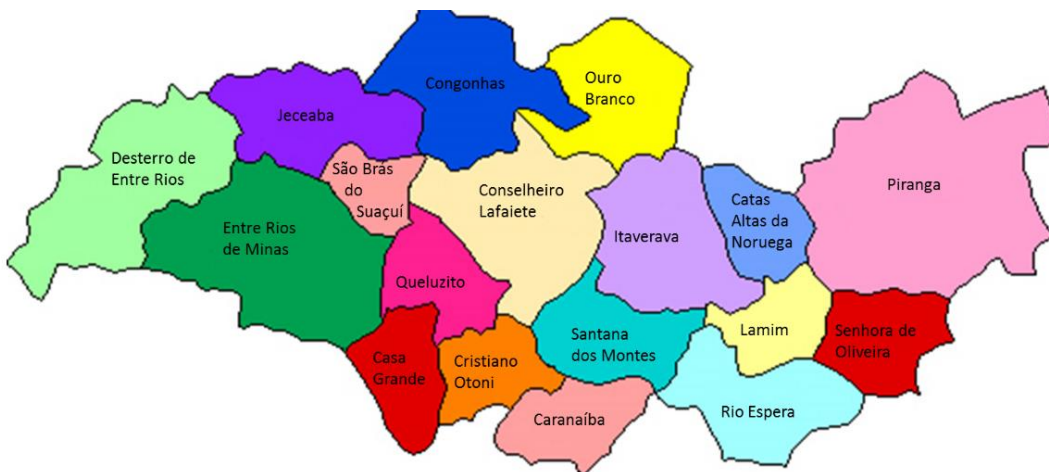 Congonhas
Ouro
Branco
Jeceaba
Desterro de
Entre Rios
São Brás
do
Suaçuí
Conselheiro
Lafaiete
Catas
Altas da
Noruega
Piranga
Entre Rios
de Minas
Itaverava
Queluzito
Santana
dos Montes
Lamim
Senhora de
Oliveira
Casa
Grande
Cristiano
Otoni
Caranaíba
Rio Espera